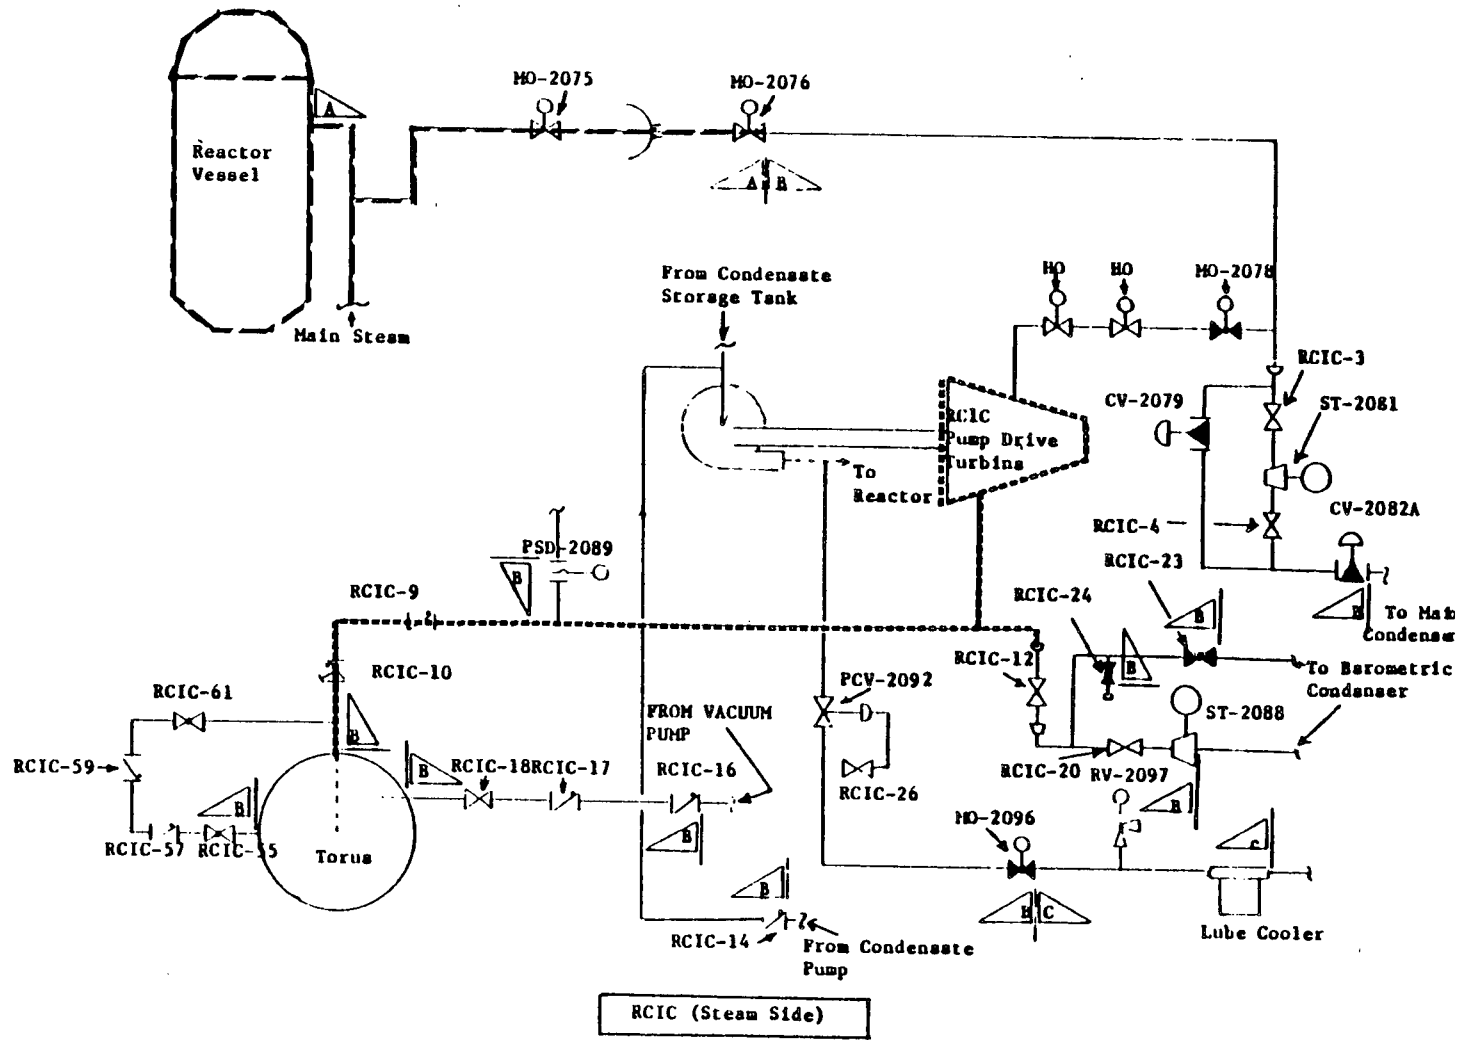 MO-2075
MO-2076
A
Reactor
Vessel
A B
Main Steam
From Condensate
Storage Tank
HO
HO
MO-2078
RCIC-3
CV-2079
ST-2081
RCIC
Pump Drive
Turbine
To
Reactor
CV-2082A
RCIC-4
PSD-2089
RCIC-23
B
RCIC-9
RCIC-24
B
B
To Main
Condenser
RCIC-12
B
To Barometric
Condenser
RCIC-10
PCV-2092
RCIC-61
FROM VACUUM
PUMP
ST-2088
B
B
RCIC-59
RCIC-18
RCIC-17
RCIC-16
RCIC-20
RV-2097
RCIC-26
B
B
MO-2096
RCIC-57
RCIC-55
Torus
B
C
B
B C
RCIC-14
From Condensate
Pump
Lube Cooler
RCIC (Steam Side)